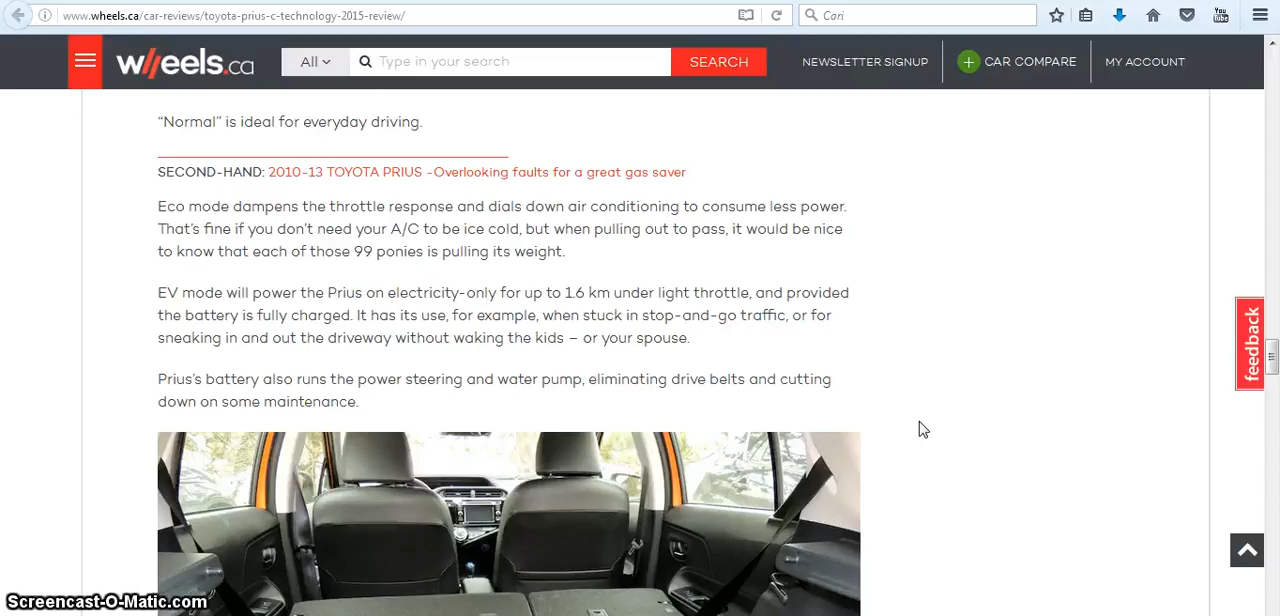 www.wheels.ca/car-reviews/toyota-prius-c-technology-2015-review/
Cari
You Tube
wheels.ca
All
Type in your search
SEARCH
NEWSLETTER SIGNUP
CAR COMPARE
MY ACCOUNT
“Normal” is ideal for everyday driving.
SECOND-HAND: 2010-13 TOYOTA PRIUS -Overlooking faults for a great gas saver
Eco mode dampens the throttle response and dials down air conditioning to consume less power.
That’s fine if you don’t need your A/C to be ice cold, but when pulling out to pass, it would be nice
to know that each of those 99 ponies is pulling its weight.
EV mode will power the Prius on electricity-only for up to 1.6 km under light throttle, and provided
the battery is fully charged. It has its use, for example, when stuck in stop-and-go traffic, or for
sneaking in and out the driveway without waking the kids – or your spouse.
Prius’s battery also runs the power steering and water pump, eliminating drive belts and cutting
down on some maintenance.
feedback
Screencast-O-Matic.com